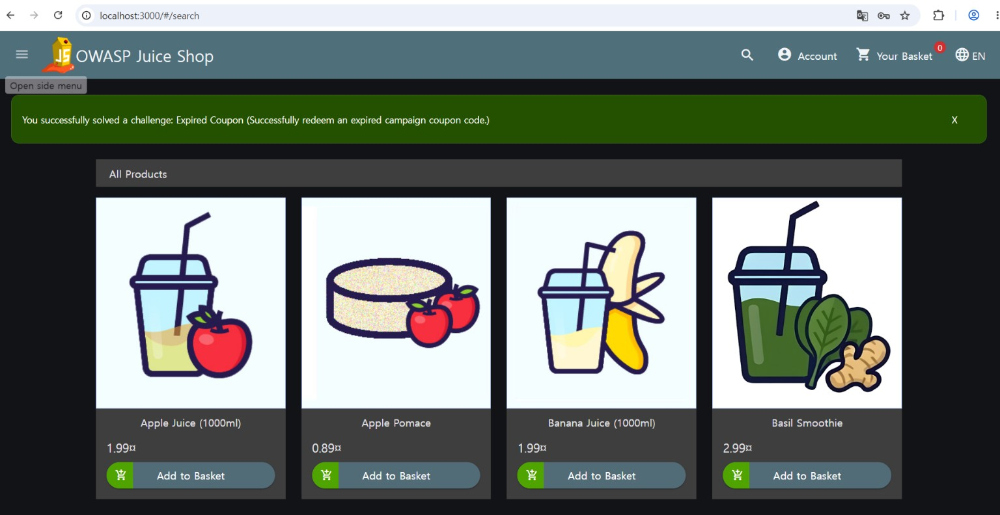 localhost:3000/#/search
JS
OWASP Juice Shop
Account
Your Basket
0
EN
Open side menu
You successfully solved a challenge: Expired Coupon (Successfully redeem an expired campaign coupon code.)
X
All Products
Apple Juice (1000ml)
1.99¤
Add to Basket
Apple Pomace
0.89¤
Add to Basket
Banana Juice (1000ml)
1.99¤
Add to Basket
Basil Smoothie
2.99¤
Add to Basket